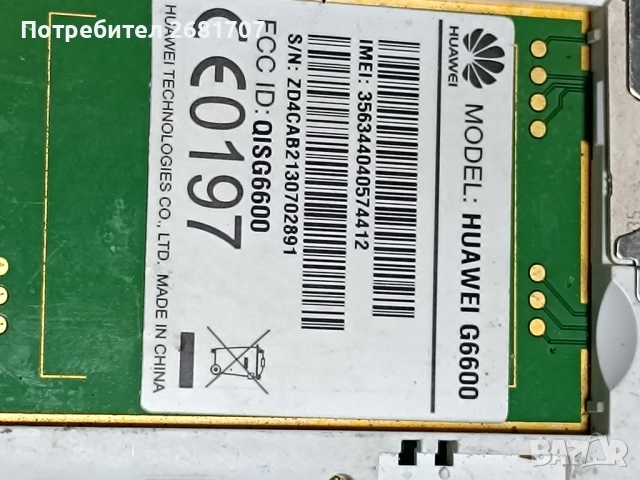 Потребител 2681707
HUAWEI
MODEL: HUAWEI G6600
IMEI: 356344040574412
S/N: ZD4CAB2130702891
FCC ID: QISG6600
CE0197
HUAWEI TECHNOLOGIES CO., LTD. MADE IN CHINA
BAZAR